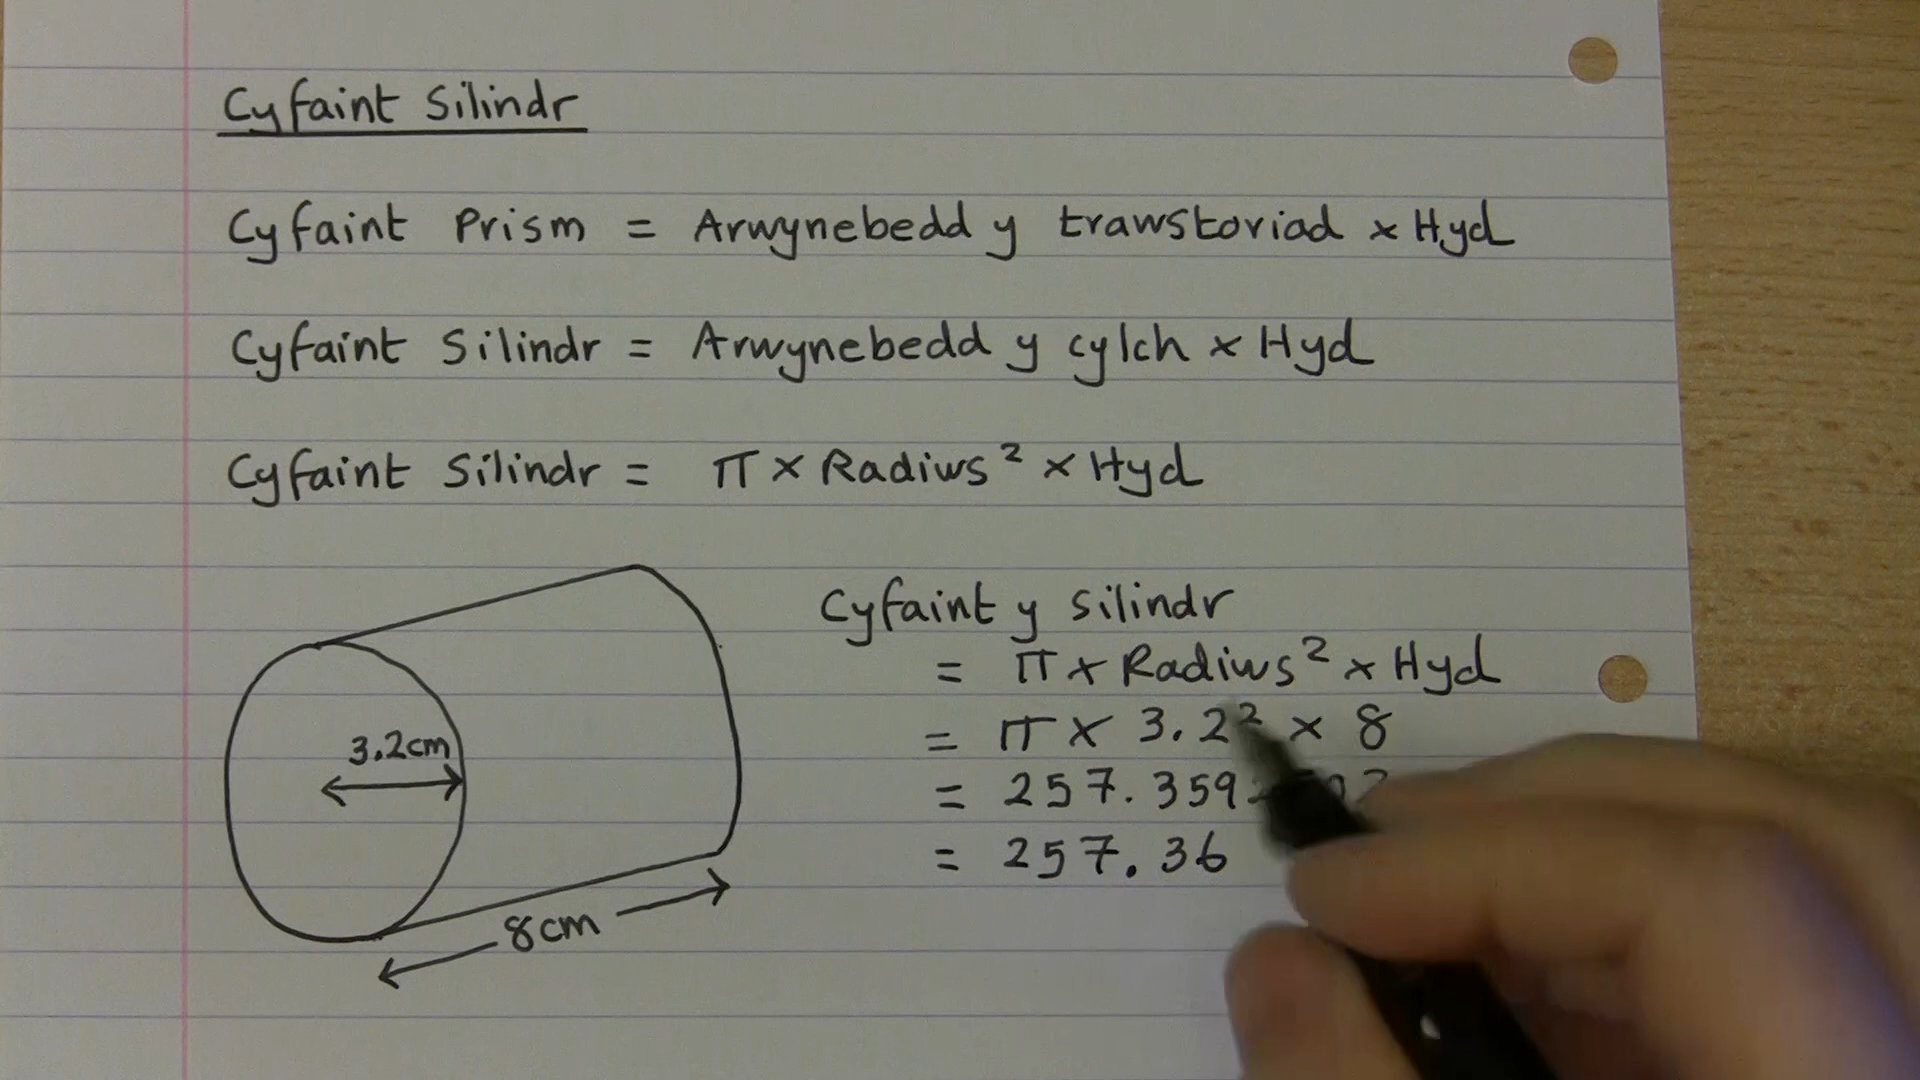 Cyfaint Silindr
Cyfaint Prism = Arwynebedd y trawstoriad × Hyd
Cyfaint Silindr = Arwynebedd y cylch × Hyd
Cyfaint Silindr = π × Radiws² × Hyd
3.2cm
8cm
Cyfaint y silindr
= π × Radiws² × Hyd
= π × 3.2² × 8
= 257.359
= 257.36